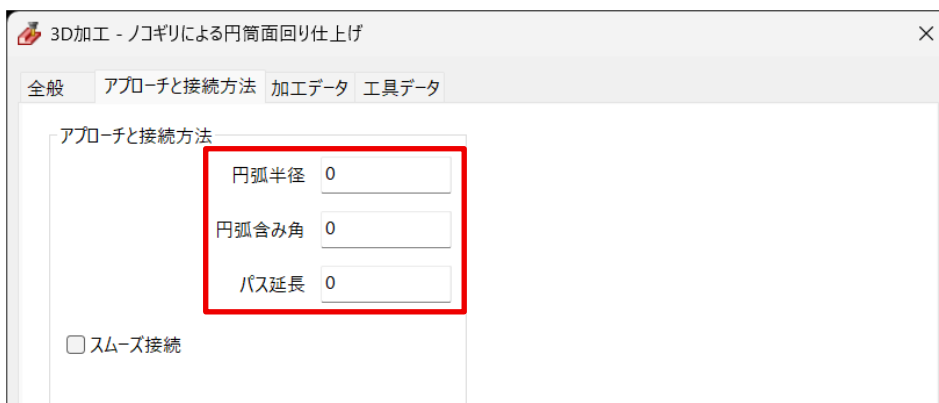 3D加工 - ノコギリによる円筒面回り仕上げ
全般 アプローチと接続方法 加工データ 工具データ
アプローチと接続方法
円弧半径 0
円弧含み角 0
パス延長 0
スムーズ接続